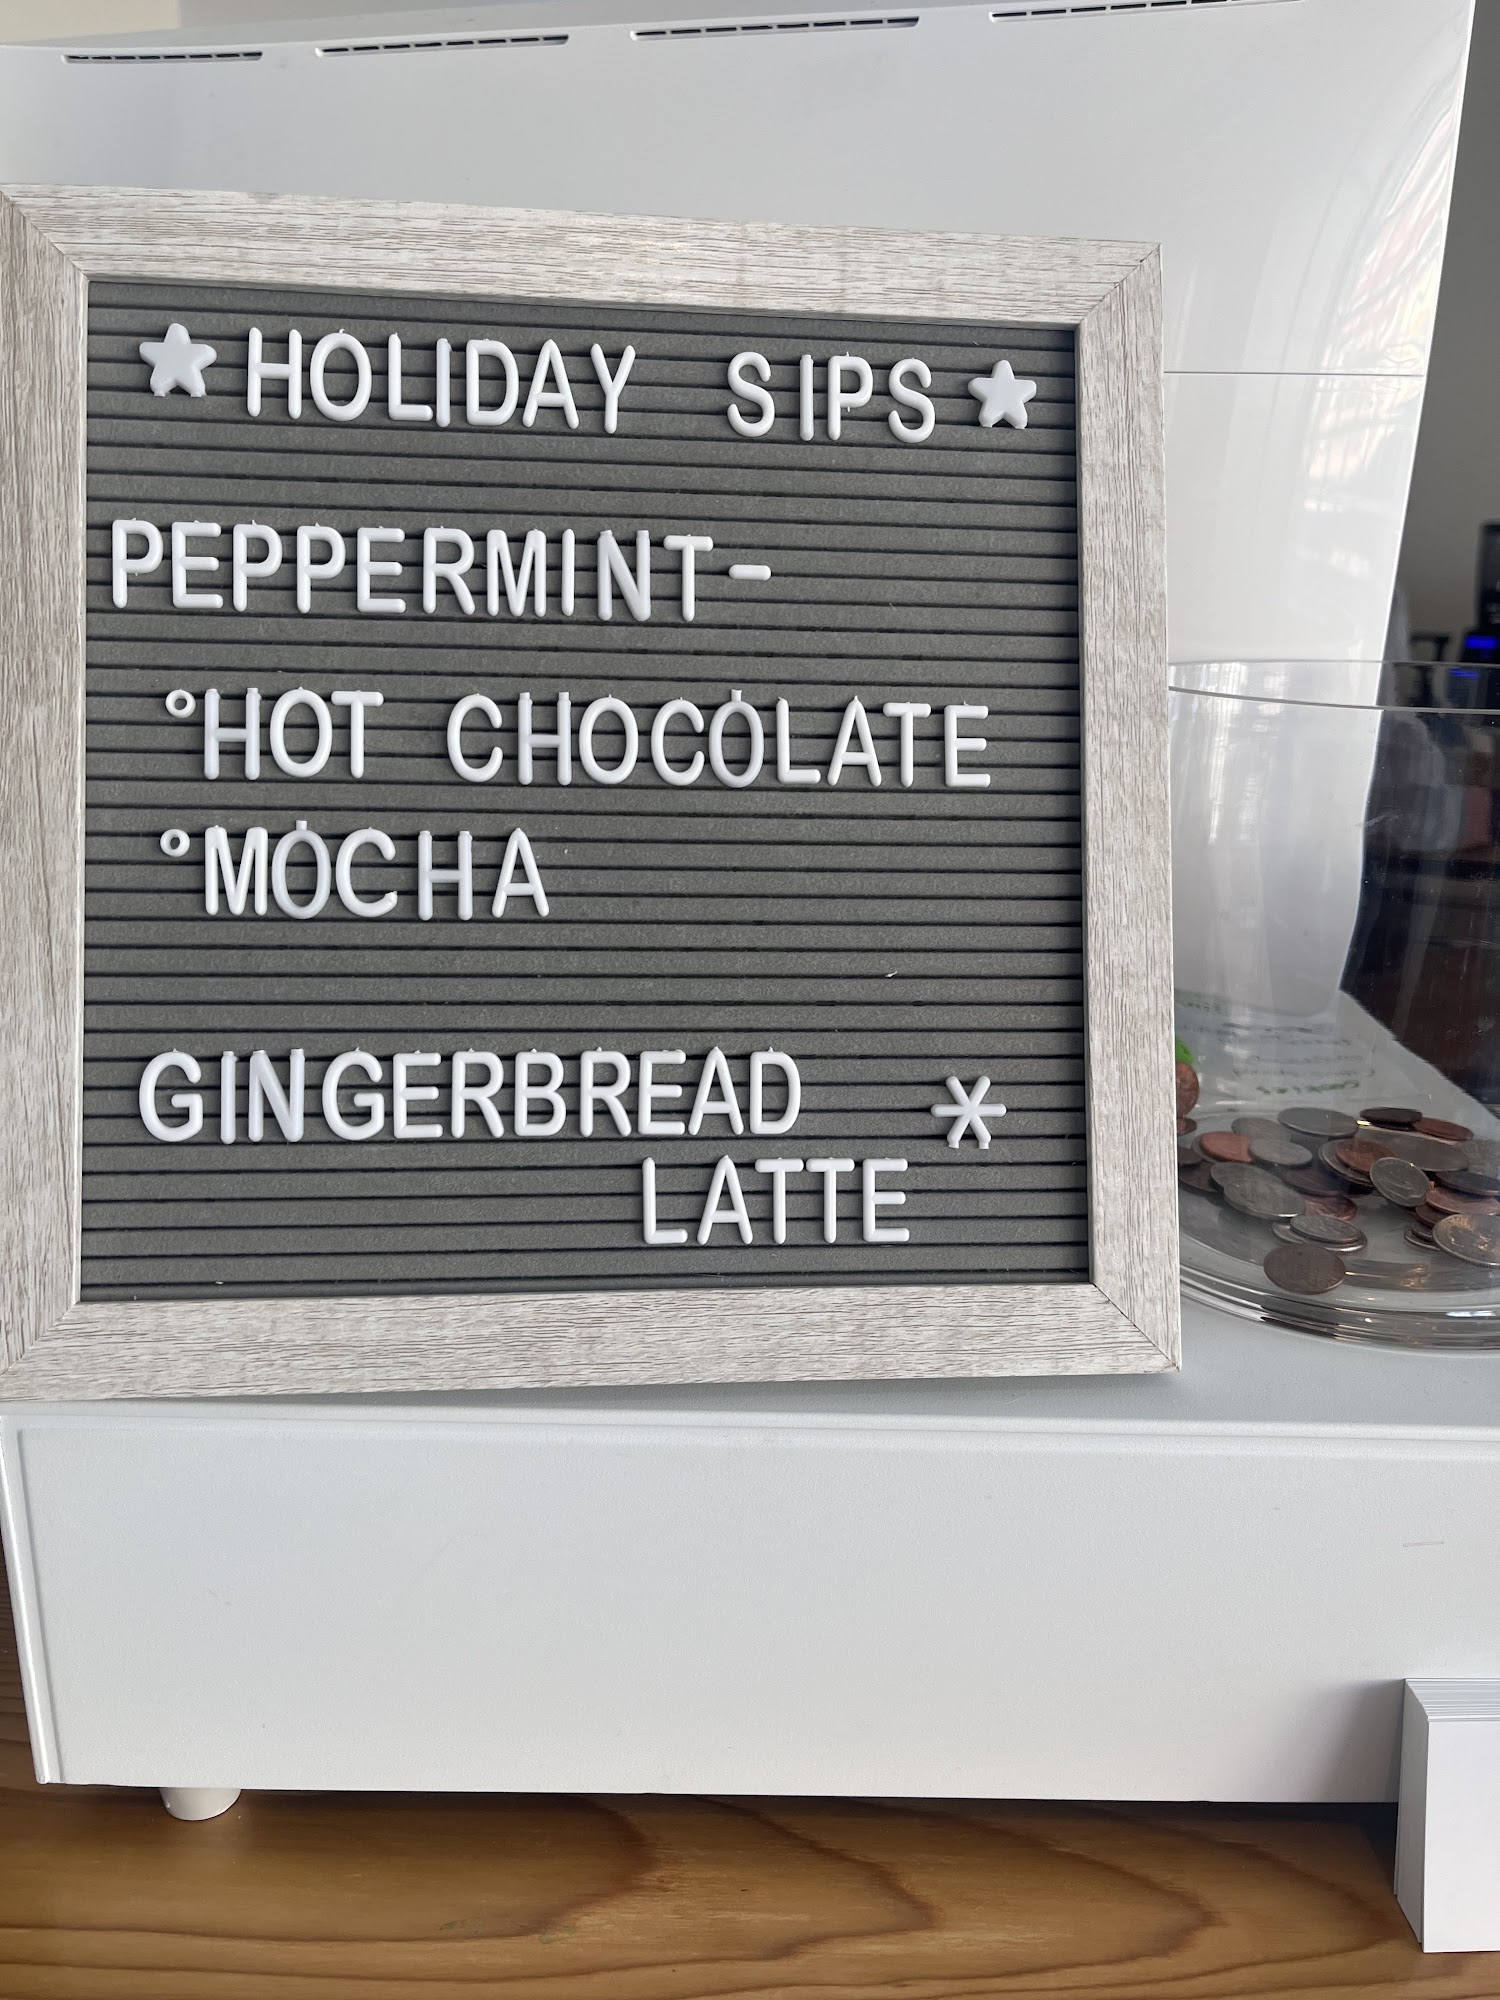 ★HOLIDAY SIPS★
PEPPERMINT-
°HOT CHOCOLATE
°MOCHA
GINGERBREAD *
LATTE